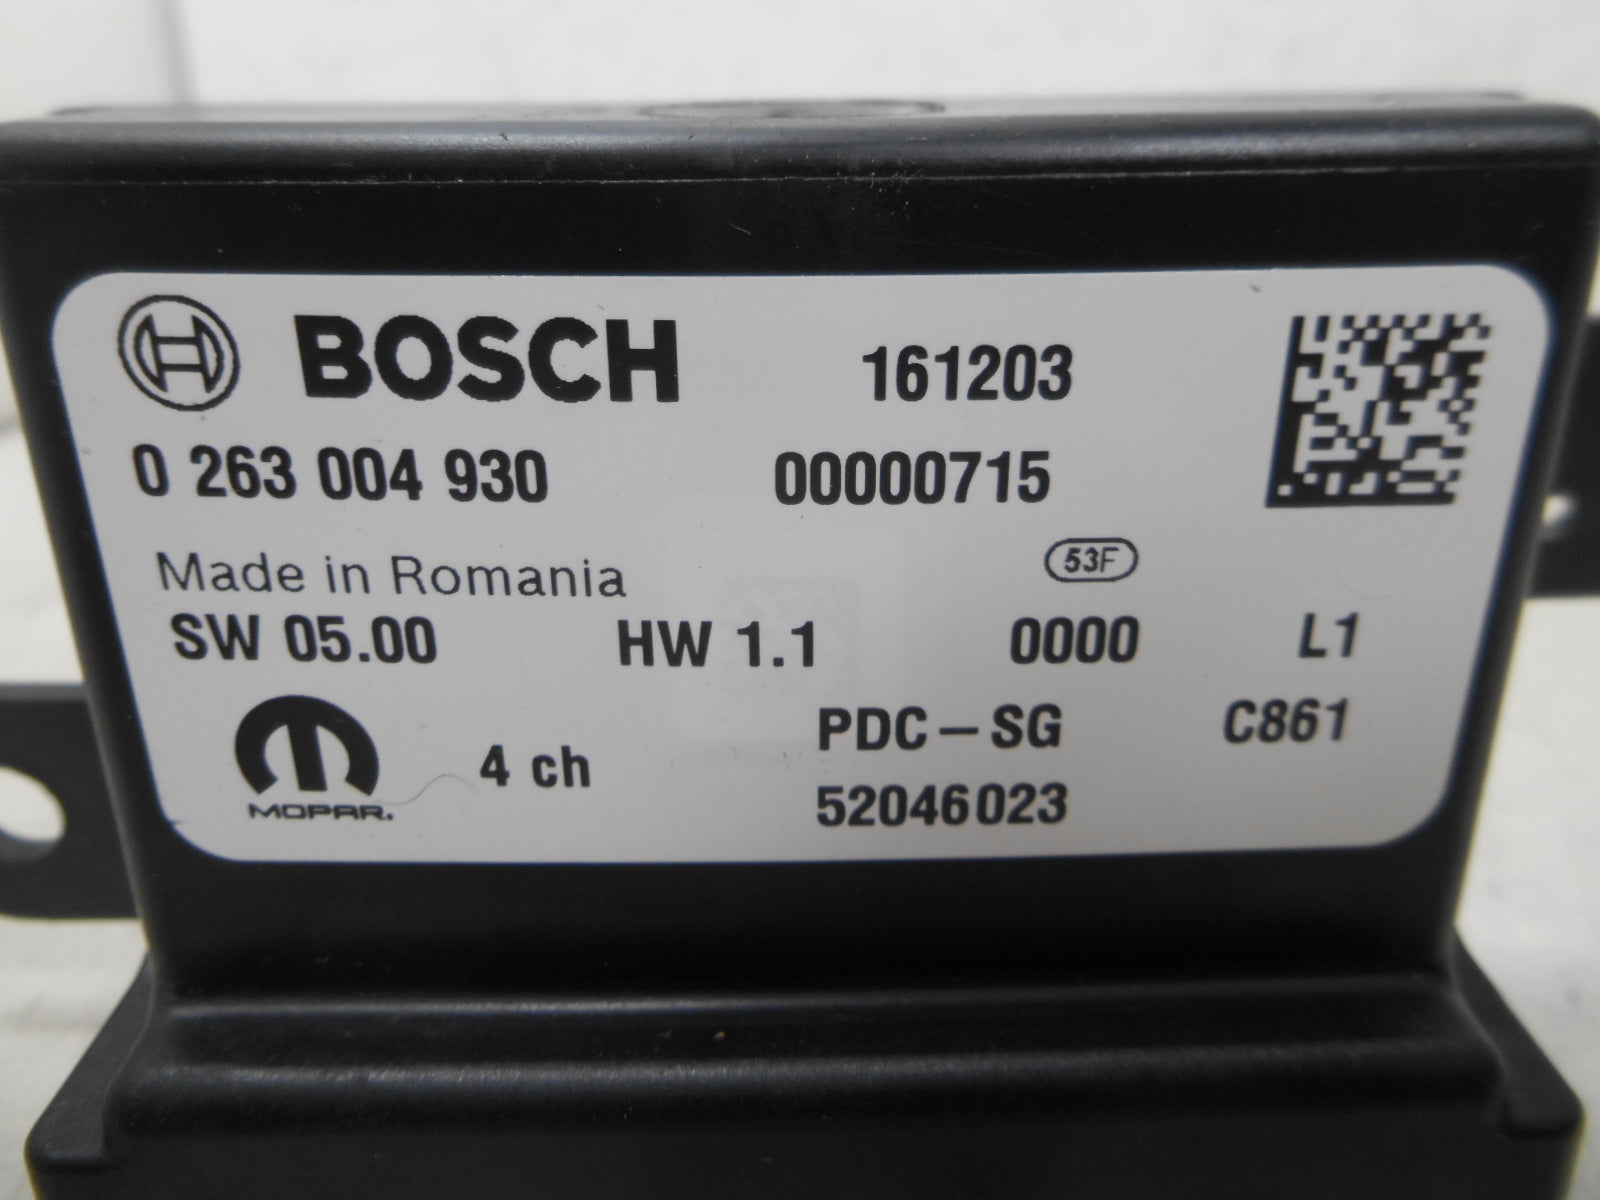 BOSCH 161203
0 263 004 930 00000715
53F
Made in Romania
SW 05.00 HW 1.1 0000 L1
PDC-SG C861
4 ch
MOPAR.
52046023